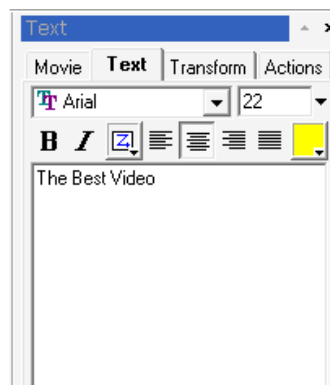 Text
Movie Text Transform Actions
Arial 22
B I
The Best Video